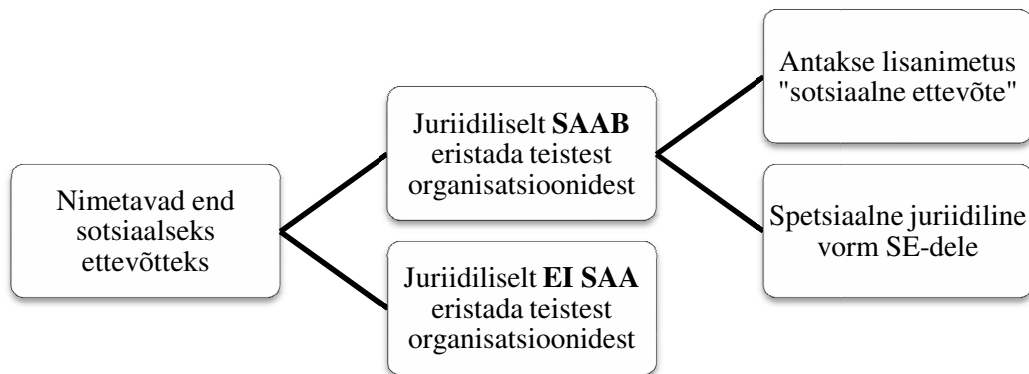 Nimetavad end
sotsiaalseks
ettevõtteks
Juriidiliselt SAAB
eristada teistest
organisatsioonidest
Juriidiliselt EI SAA
eristada teistest
organisatsioonidest
Antakse lisanimetus
"sotsiaalne ettevõte"
Spetsiaalne juriidiline
vorm SE-dele